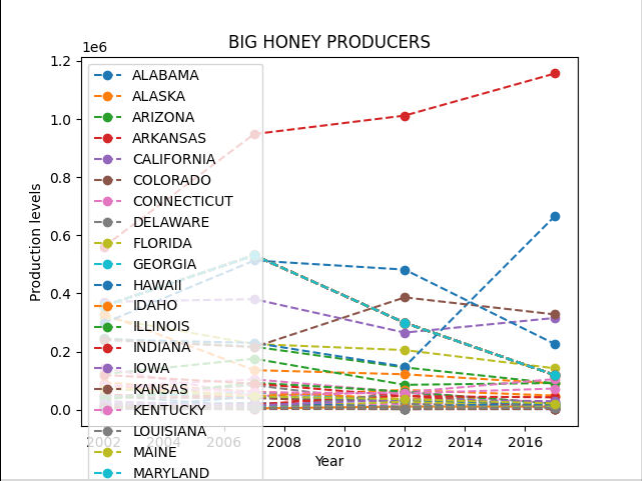 BIG HONEY PRODUCERS
1e6
1.2
1.0
0.8
0.6
0.4
0.2
0.0
Production levels
ALABAMA
ALASKA
ARIZONA
ARKANSAS
CALIFORNIA
COLORADO
CONNECTICUT
DELAWARE
FLORIDA
GEORGIA
HAWAII
IDAHO
ILLINOIS
INDIANA
IOWA
KANSAS
KENTUCKY
LOUISIANA
MAINE
MARYLAND
2002 2004 2006 2008 2010 2012 2014 2016
Year